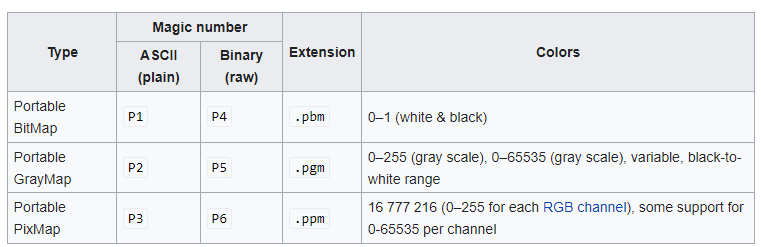 Type
Magic number
ASCII (plain)
Binary (raw)
Extension
Colors
Portable BitMap
P1
P4
.pbm
0–1 (white & black)
Portable GrayMap
P2
P5
.pgm
0–255 (gray scale), 0–65535 (gray scale), variable, black-to-
white range
Portable PixMap
P3
P6
.ppm
16 777 216 (0–255 for each RGB channel), some support for
0-65535 per channel